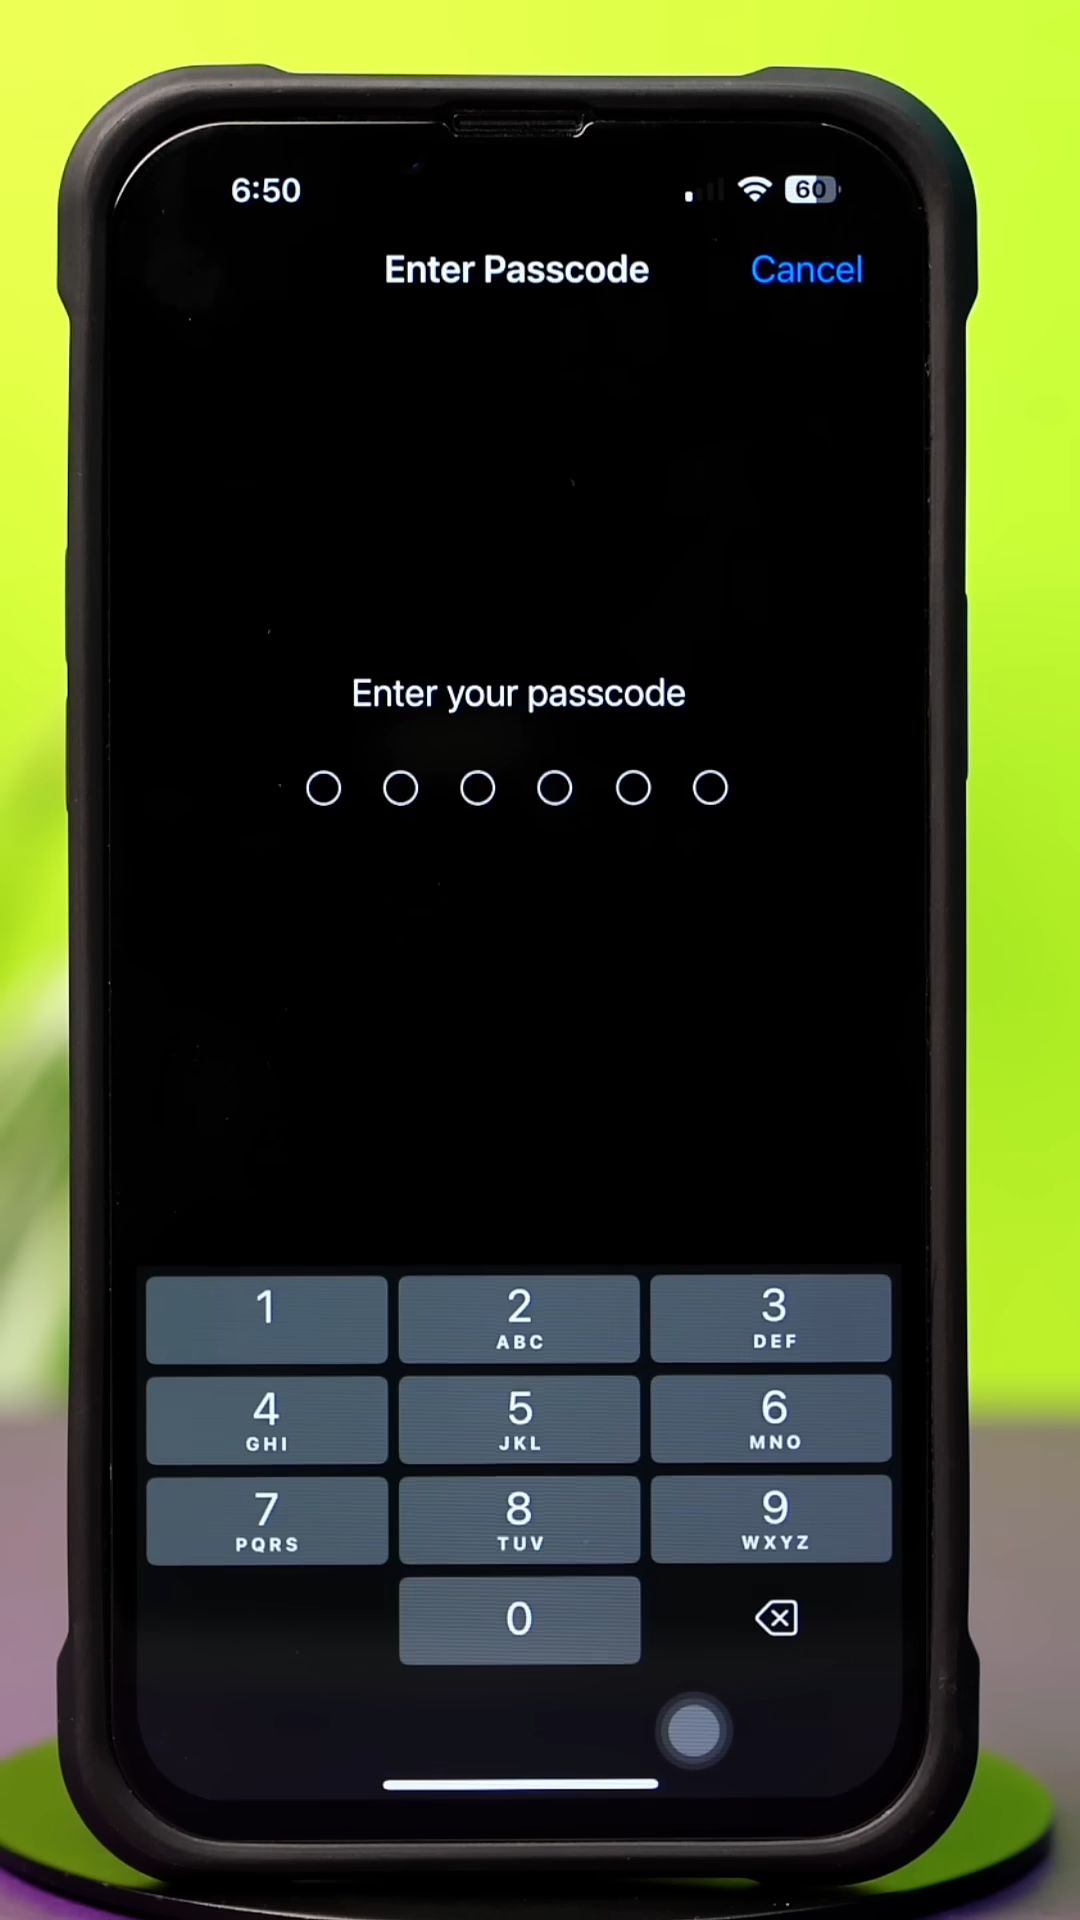 6:50
60
Enter Passcode
Cancel
Enter your passcode
1
2
ABC
3
DEF
4
GHI
5
JKL
6
MNO
7
PQRS
8
TUV
9
WXYZ
0